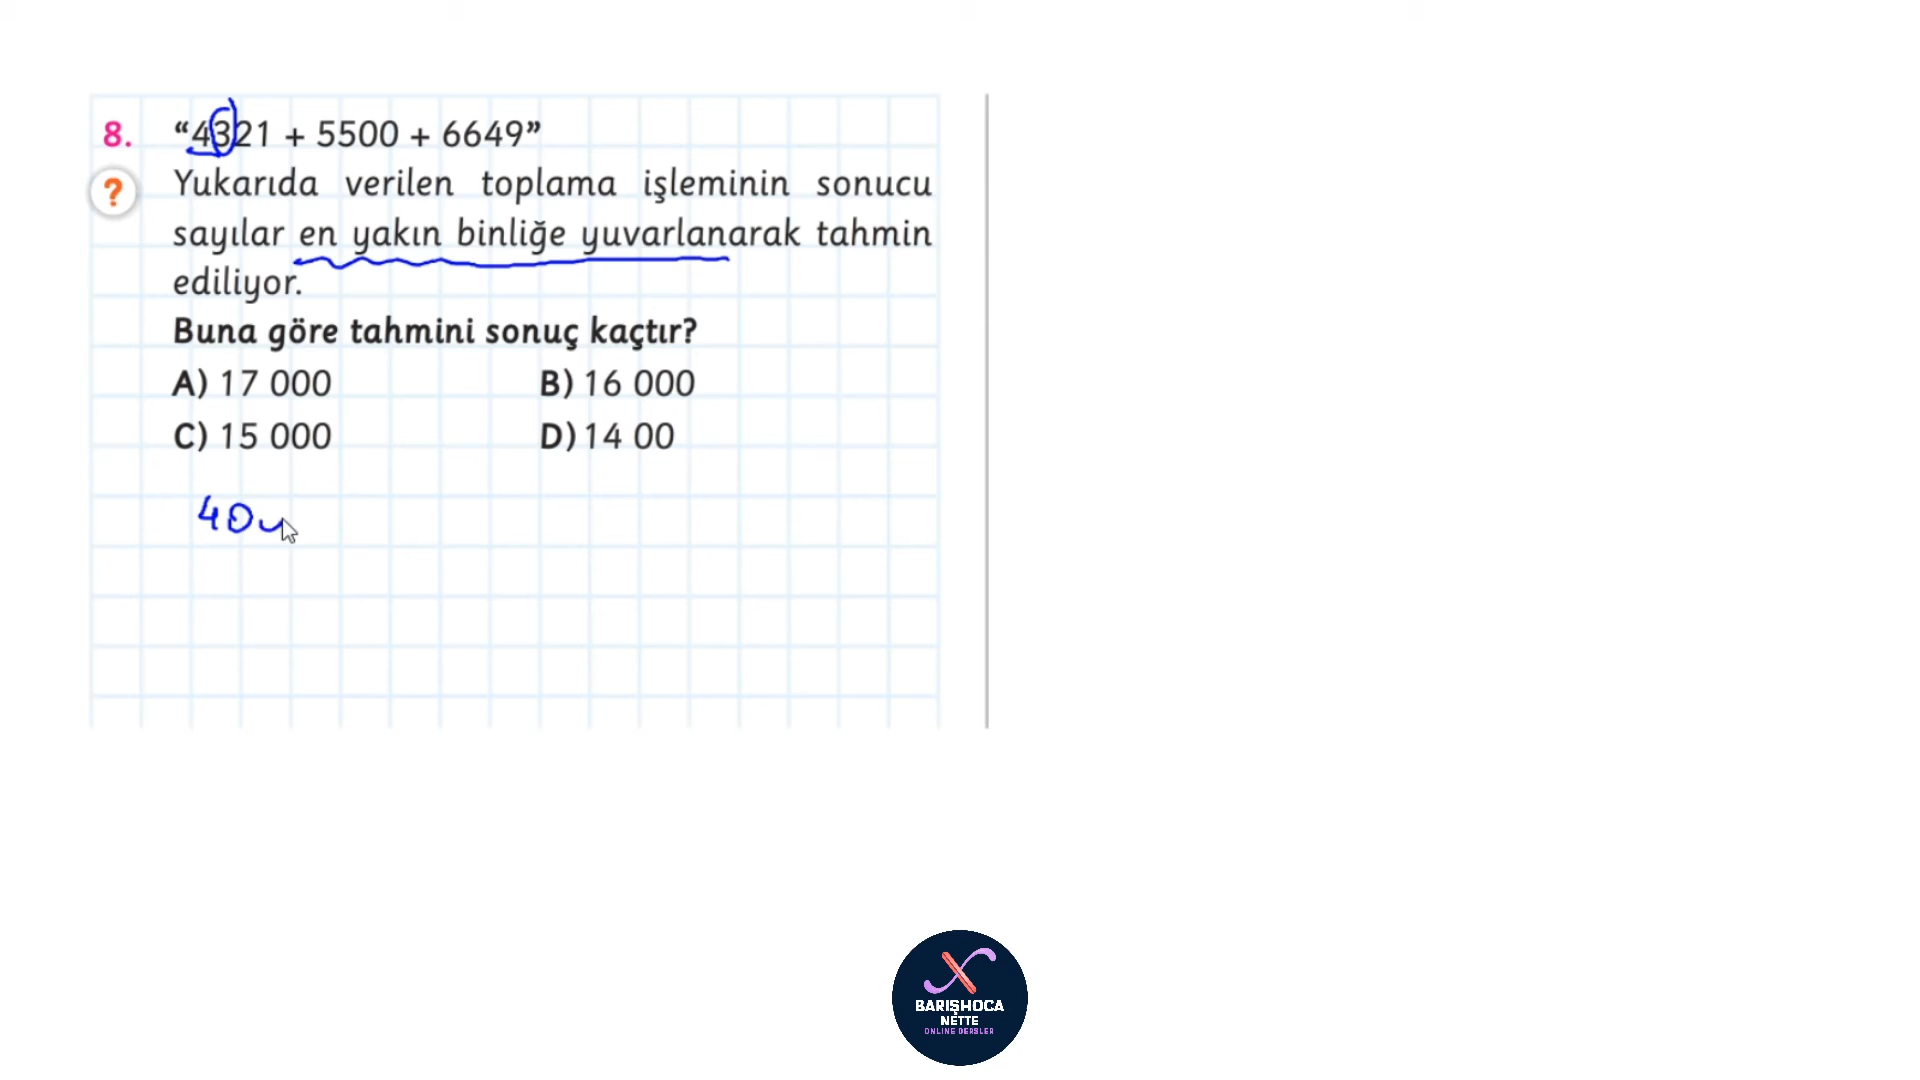 8. “4321 + 5500 + 6649”
? Yukarıda verilen toplama işleminin sonucu
sayılar en yakın binliğe yuvarlanarak tahmin
ediliyor.
Buna göre tahmini sonuç kaçtır?
A) 17 000 B) 16 000
C) 15 000 D) 14 00
40
BARIŞHOCA
NETTE
ONLINE DERSLER